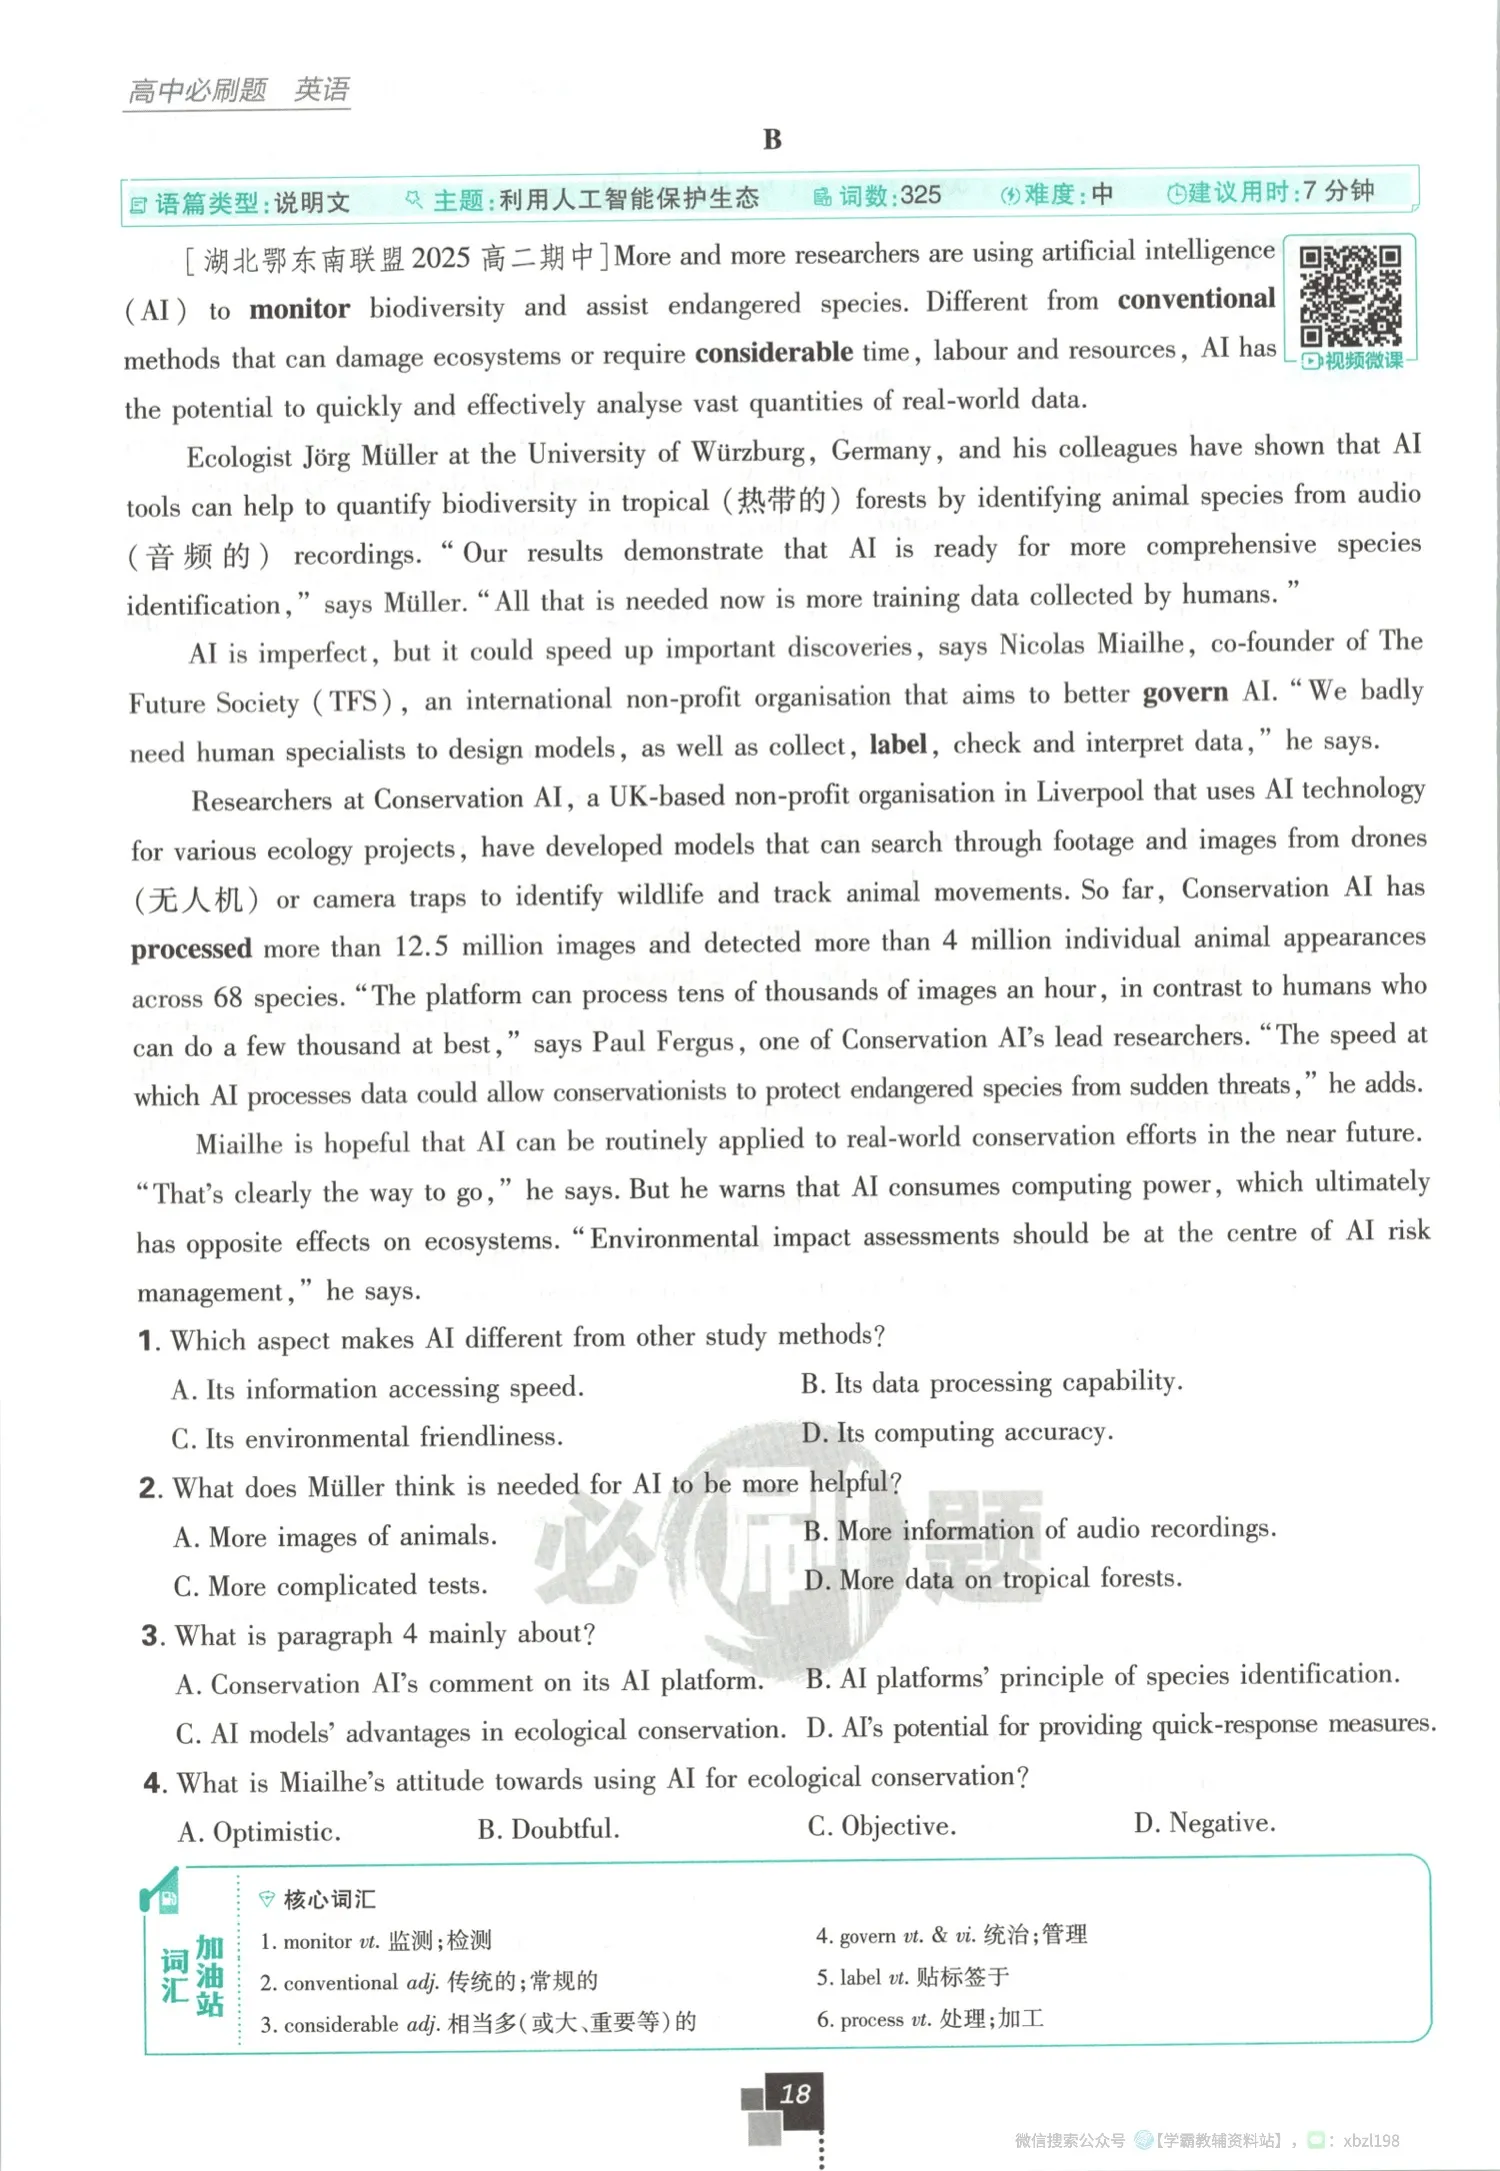 高中必刷题 英语
B
语篇类型:说明文 主题:利用人工智能保护生态 词数:325 难度:中 建议用时:7 分钟
[湖北鄂东南联盟 2025 高二期中]More and more researchers are using artificial intelligence
(AI) to monitor biodiversity and assist endangered species. Different from conventional
methods that can damage ecosystems or require considerable time, labour and resources, AI has
视频微课
the potential to quickly and effectively analyse vast quantities of real-world data.
Ecologist Jörg Müller at the University of Würzburg, Germany, and his colleagues have shown that AI
tools can help to quantify biodiversity in tropical (热带的) forests by identifying animal species from audio
(音频的) recordings. “Our results demonstrate that AI is ready for more comprehensive species
identification,” says Müller. “All that is needed now is more training data collected by humans.”
AI is imperfect, but it could speed up important discoveries, says Nicolas Miailhe, co-founder of The
Future Society (TFS), an international non-profit organisation that aims to better govern AI. “We badly
need human specialists to design models, as well as collect, label, check and interpret data,” he says.
Researchers at Conservation AI, a UK-based non-profit organisation in Liverpool that uses AI technology
for various ecology projects, have developed models that can search through footage and images from drones
(无人机) or camera traps to identify wildlife and track animal movements. So far, Conservation AI has
processed more than 12.5 million images and detected more than 4 million individual animal appearances
across 68 species. “The platform can process tens of thousands of images an hour, in contrast to humans who
can do a few thousand at best,” says Paul Fergus, one of Conservation AI’s lead researchers. “The speed at
which AI processes data could allow conservationists to protect endangered species from sudden threats,” he adds.
Miailhe is hopeful that AI can be routinely applied to real-world conservation efforts in the near future.
“That’s clearly the way to go,” he says. But he warns that AI consumes computing power, which ultimately
has opposite effects on ecosystems. “Environmental impact assessments should be at the centre of AI risk
management,” he says.
1. Which aspect makes AI different from other study methods?
A. Its information accessing speed. B. Its data processing capability.
C. Its environmental friendliness. D. Its computing accuracy.
2. What does Müller think is needed for AI to be more helpful?
A. More images of animals. B. More information of audio recordings.
C. More complicated tests. D. More data on tropical forests.
必刷题
3. What is paragraph 4 mainly about?
A. Conservation AI’s comment on its AI platform. B. AI platforms’ principle of species identification.
C. AI models’ advantages in ecological conservation. D. AI’s potential for providing quick-response measures.
4. What is Miailhe’s attitude towards using AI for ecological conservation?
A. Optimistic. B. Doubtful. C. Objective. D. Negative.
词汇加油站
核心词汇
1. monitor vt. 监测;检测 4. govern vt. & vi. 统治;管理
2. conventional adj. 传统的;常规的 5. label vt. 贴标签于
3. considerable adj. 相当多(或大、重要等)的 6. process vt. 处理;加工
18
微信搜索公众号 【学霸教辅资料站】, : xbzl198